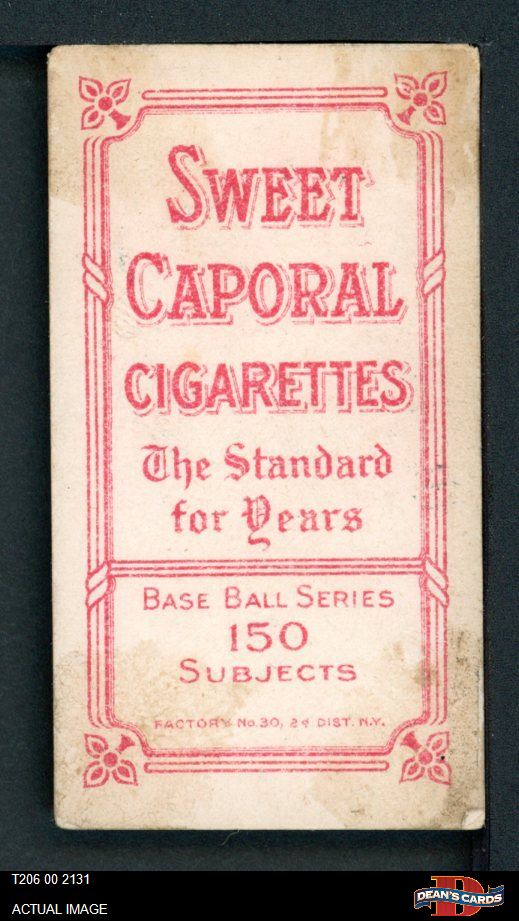 SWEET
CAPORAL
CIGARETTES
The Standard
for Years
BASE BALL SERIES
150
SUBJECTS
FACTORY No. 30, 2d DIST. N.Y.
T206 00 2131
ACTUAL IMAGE
DEAN'S CARDS